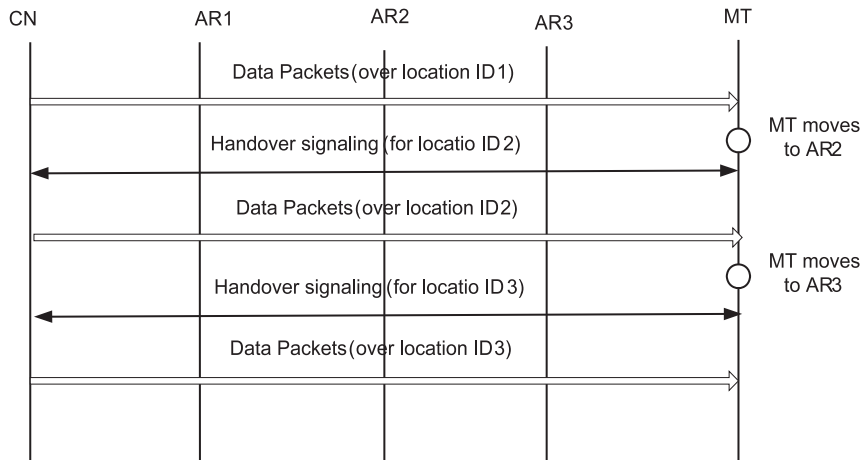 CN AR1 AR2 AR3 MT
Data Packets(over location ID1)
MT moves
to AR2
Handover signaling(for locatio ID2)
Data Packets(over location ID2)
MT moves
to AR3
Handover signaling(for locatio ID3)
Data Packets(over location ID3)